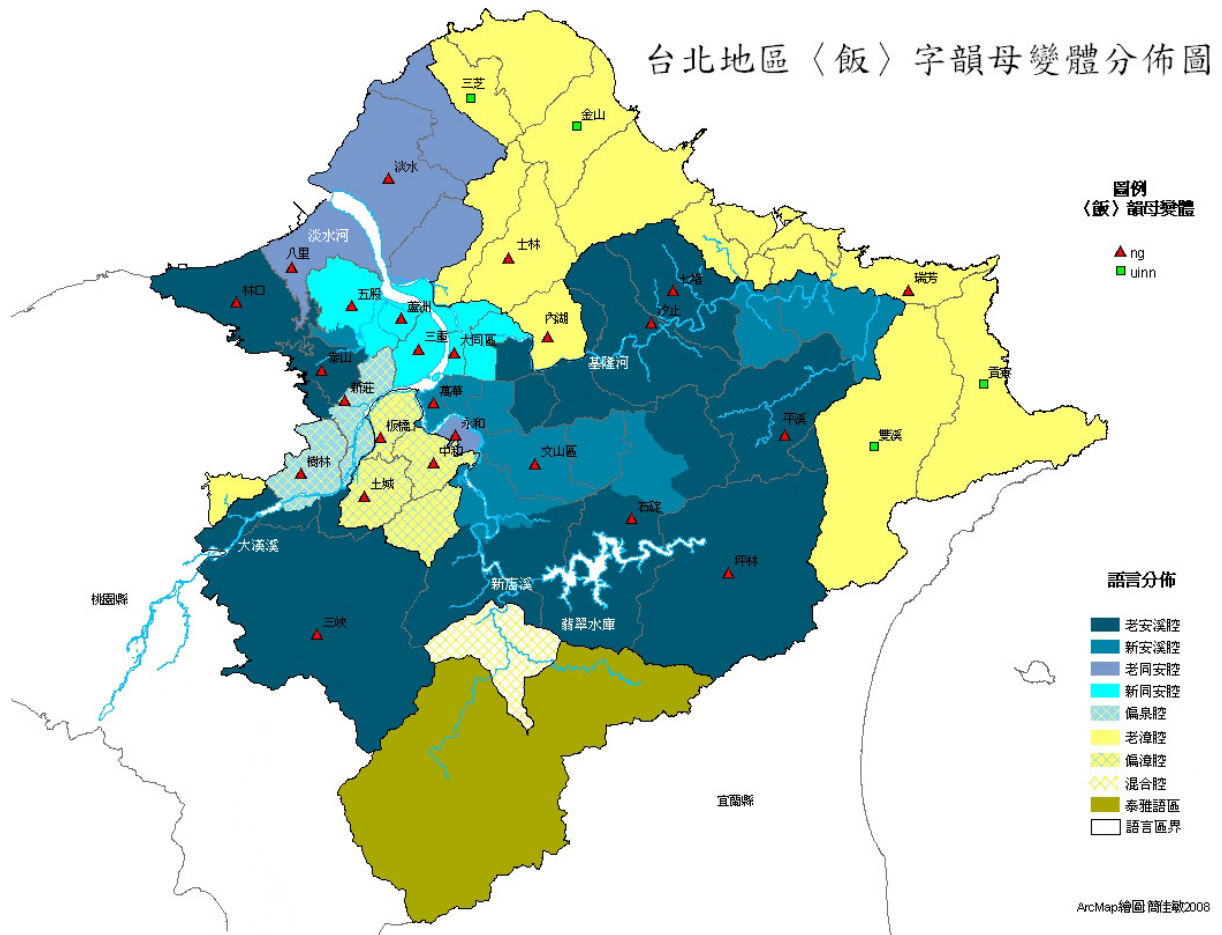 台北地區〈飯〉字韻母變體分佈圖
三芝
金山
圖例
〈飯〉韻母變體
ng
uinn
淡水
淡水河
士林
八里
林口
五股
蘆洲
七堵
汐止
瑞芳
內湖
三重
大同區
基隆河
泰山
貢寮
新莊
萬華
板橋
永和
平溪
雙溪
中和
文山區
樹林
土城
石碇
大漢溪
新店溪
坪林
桃園縣
翡翠水庫
三峽
宜蘭縣
語言分佈
老安溪腔
新安溪腔
老同安腔
新同安腔
偏泉腔
老漳腔
偏漳腔
混合腔
泰雅語區
語言區界
ArcMap繪圖 簡佳敏2008